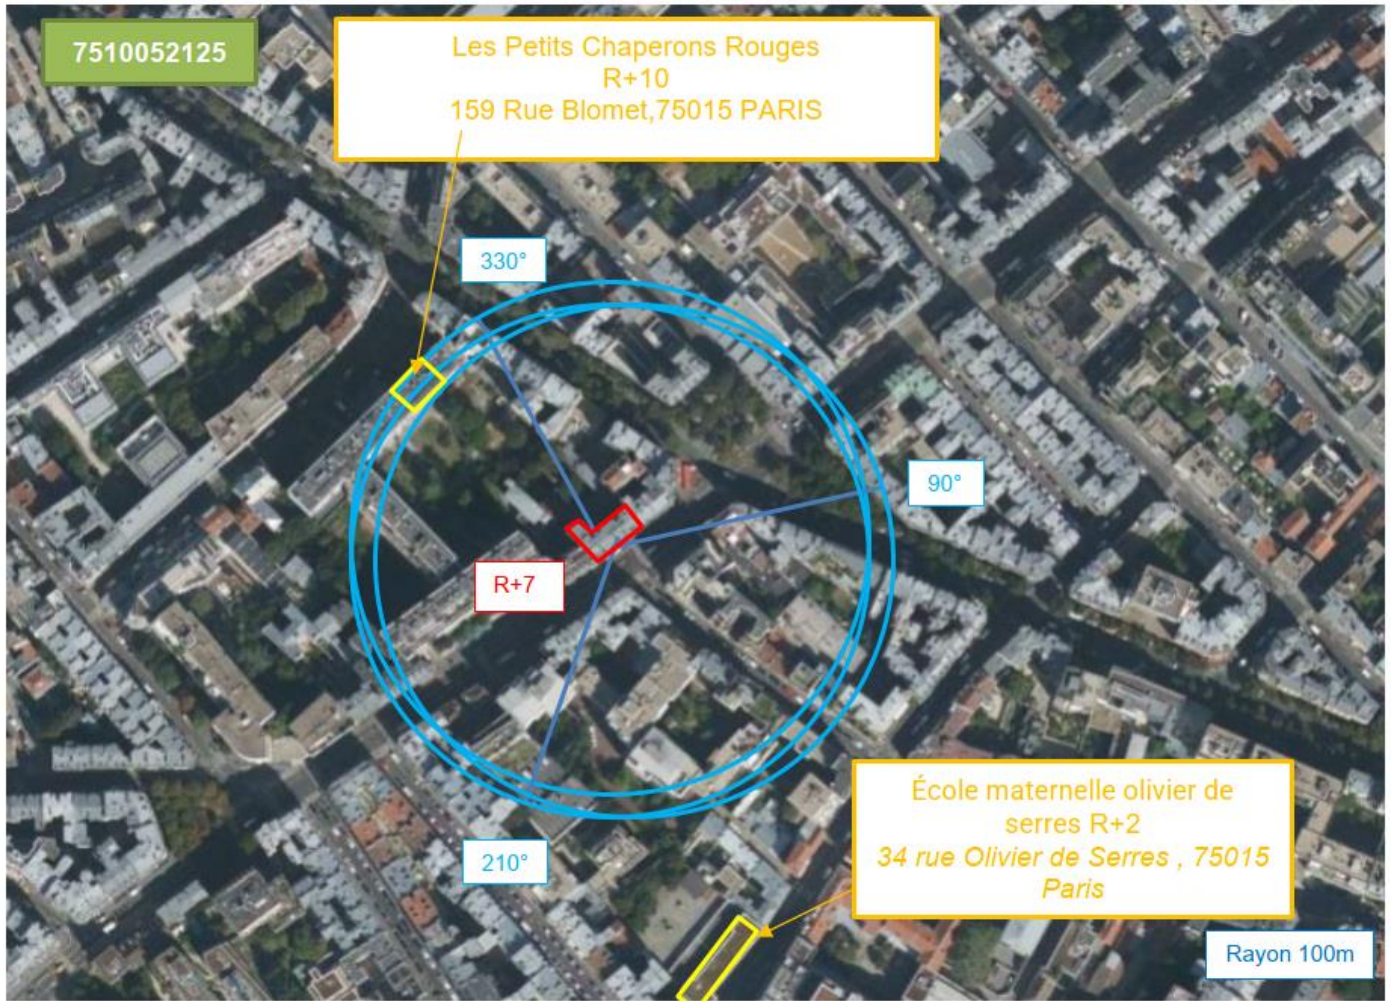 7510052125
Les Petits Chaperons Rouges
R+10
159 Rue Blomet,75015 PARIS
330°
90°
R+7
210°
École maternelle olivier de
serres R+2
34 rue Olivier de Serres , 75015
Paris
Rayon 100m